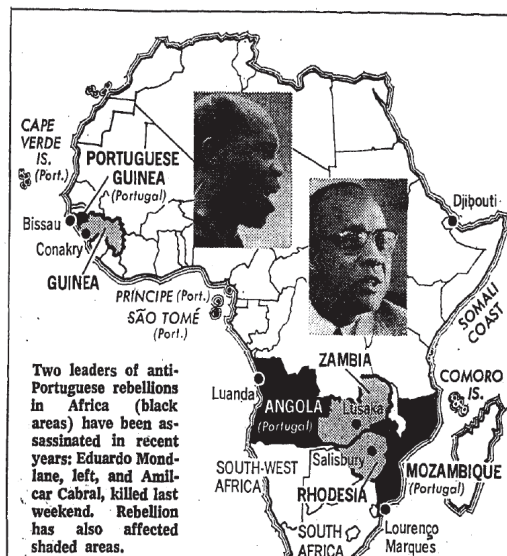 CAPE
VERDE
IS.
(Port.)
PORTUGUESE
GUINEA
(Portugal)
Bissau
Conakry
GUINEA
PRÍNCIPE (Port.)
SÃO TOMÉ
(Port.)
Djibouti
SOMALI
COAST
ZAMBIA
COMORO
IS.
Luanda
ANGOLA
(Portugal)
Lusaka
Salisbury
SOUTH-WEST
AFRICA
RHODESIA
MOZAMBIQUE
(Portugal)
SOUTH
AFRICA
Lourenço
Marques
Two leaders of anti-
Portuguese rebellions
in Africa (black
areas) have been as-
sassinated in recent
years: Eduardo Mond-
lane, left, and Amil-
car Cabral, killed last
weekend. Rebellion
has also affected
shaded areas.